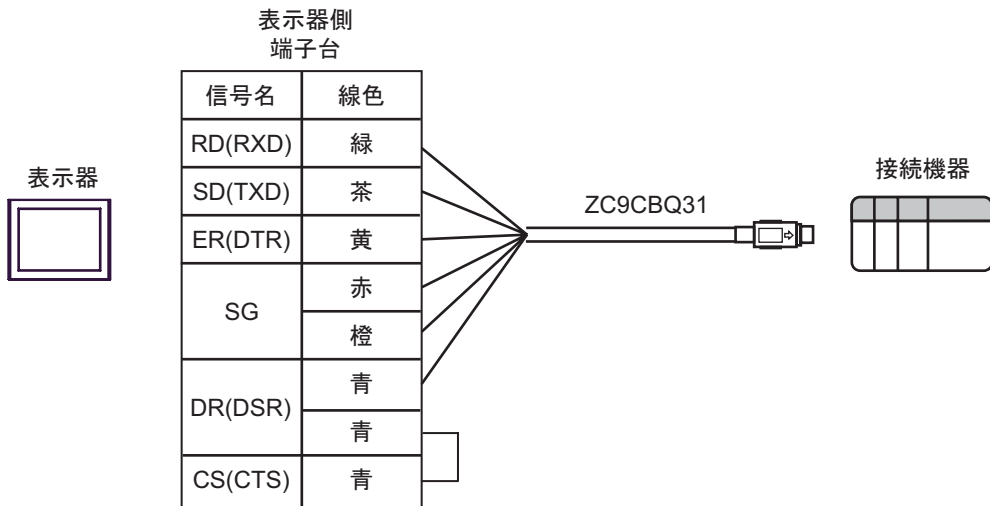 表示器側
端子台
信号名 線色
RD(RXD) 緑
SD(TXD) 茶
ER(DTR) 黄
SG 赤
橙
DR(DSR) 青
青
CS(CTS) 青
表示器
ZC9CBQ31
接続機器